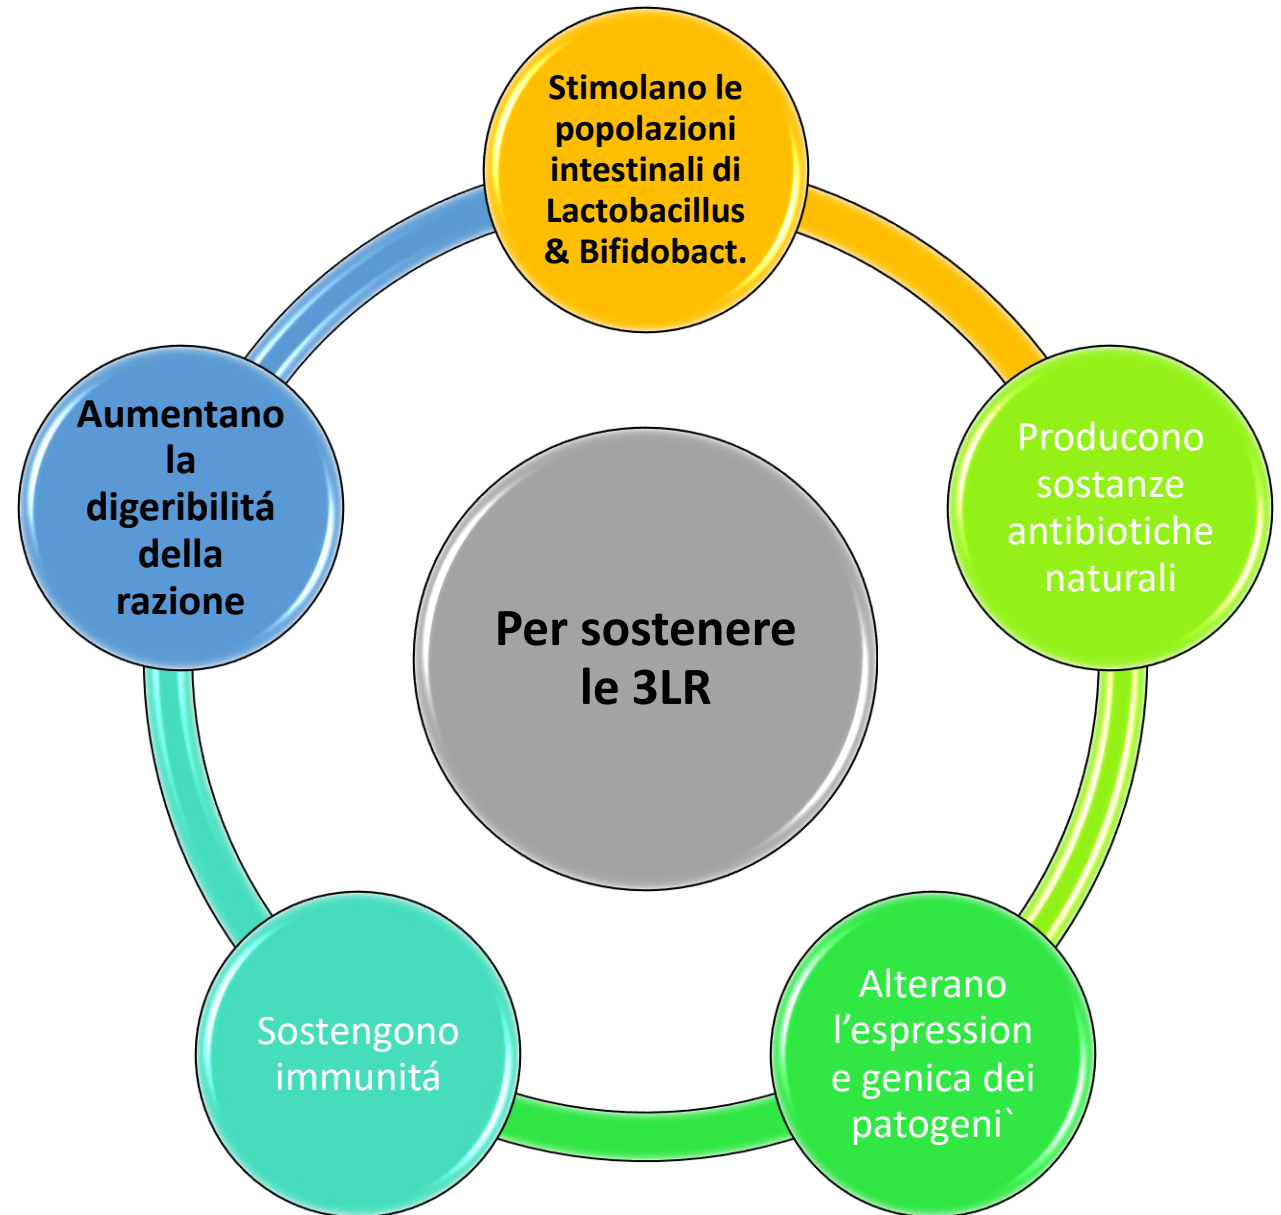 Stimolano le
popolazioni
intestinali di
Lactobacillus
& Bifidobact.
Producono
sostanze
antibiotiche
naturali
Alterano
l’espression
e genica dei
patogeni`
Sostengono
immunitá
Aumentano
la
digeribilitá
della
razione
Per sostenere
le 3LR